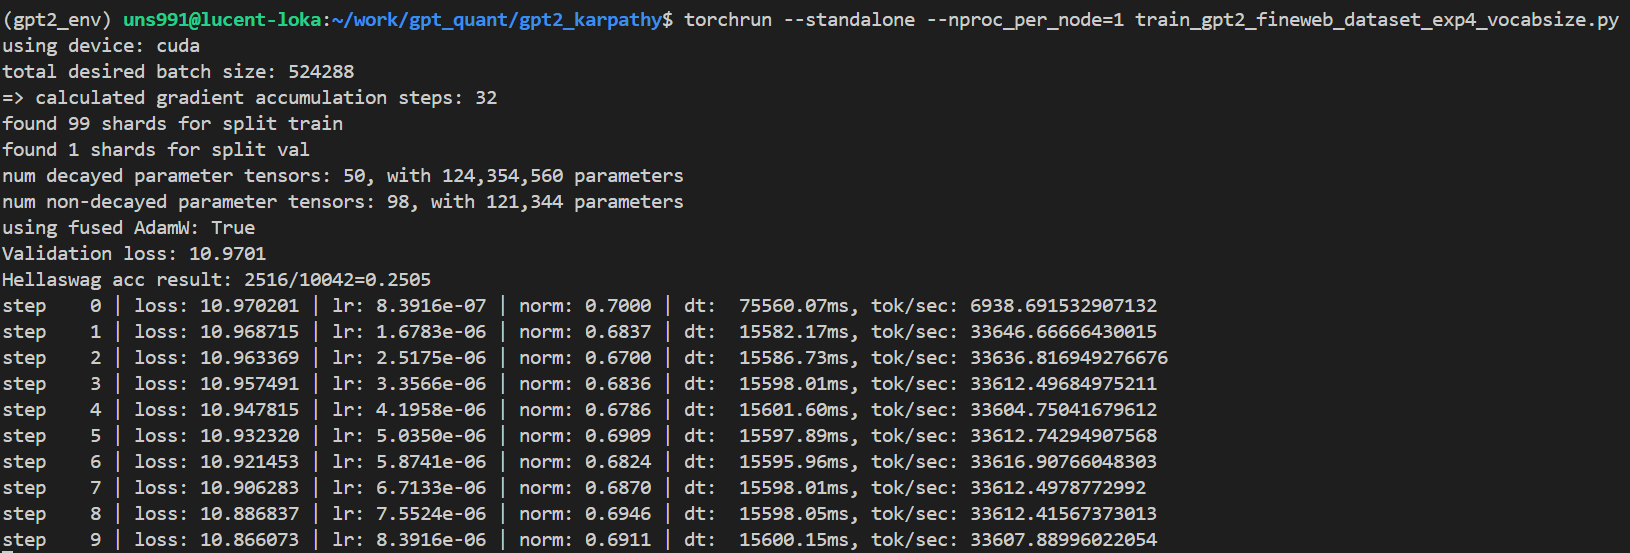 (gpt2_env) uns991@lucent-loka:~/work/gpt_quant/gpt2_karpathy$ torchrun --standalone --nproc_per_node=1 train_gpt2_fineweb_dataset_exp4_vocabsize.py
using device: cuda
total desired batch size: 524288
=> calculated gradient accumulation steps: 32
found 99 shards for split train
found 1 shards for split val
num decayed parameter tensors: 50, with 124,354,560 parameters
num non-decayed parameter tensors: 98, with 121,344 parameters
using fused AdamW: True
Validation loss: 10.9701
Hellaswag acc result: 2516/10042=0.2505
step    0 | loss: 10.970201 | lr: 8.3916e-07 | norm: 0.7000 | dt:  75560.07ms, tok/sec: 6938.691532907132
step    1 | loss: 10.968715 | lr: 1.6783e-06 | norm: 0.6837 | dt:  15582.17ms, tok/sec: 33646.66666430015
step    2 | loss: 10.963369 | lr: 2.5175e-06 | norm: 0.6700 | dt:  15586.73ms, tok/sec: 33636.816949276676
step    3 | loss: 10.957491 | lr: 3.3566e-06 | norm: 0.6836 | dt:  15598.01ms, tok/sec: 33612.49684975211
step    4 | loss: 10.947815 | lr: 4.1958e-06 | norm: 0.6786 | dt:  15601.60ms, tok/sec: 33604.75041679612
step    5 | loss: 10.932320 | lr: 5.0350e-06 | norm: 0.6909 | dt:  15597.89ms, tok/sec: 33612.74294907568
step    6 | loss: 10.921453 | lr: 5.8741e-06 | norm: 0.6824 | dt:  15595.96ms, tok/sec: 33616.90766048303
step    7 | loss: 10.906283 | lr: 6.7133e-06 | norm: 0.6870 | dt:  15598.01ms, tok/sec: 33612.4978772992
step    8 | loss: 10.886837 | lr: 7.5524e-06 | norm: 0.6946 | dt:  15598.05ms, tok/sec: 33612.41567373013
step    9 | loss: 10.866073 | lr: 8.3916e-06 | norm: 0.6911 | dt:  15600.15ms, tok/sec: 33607.88996022054